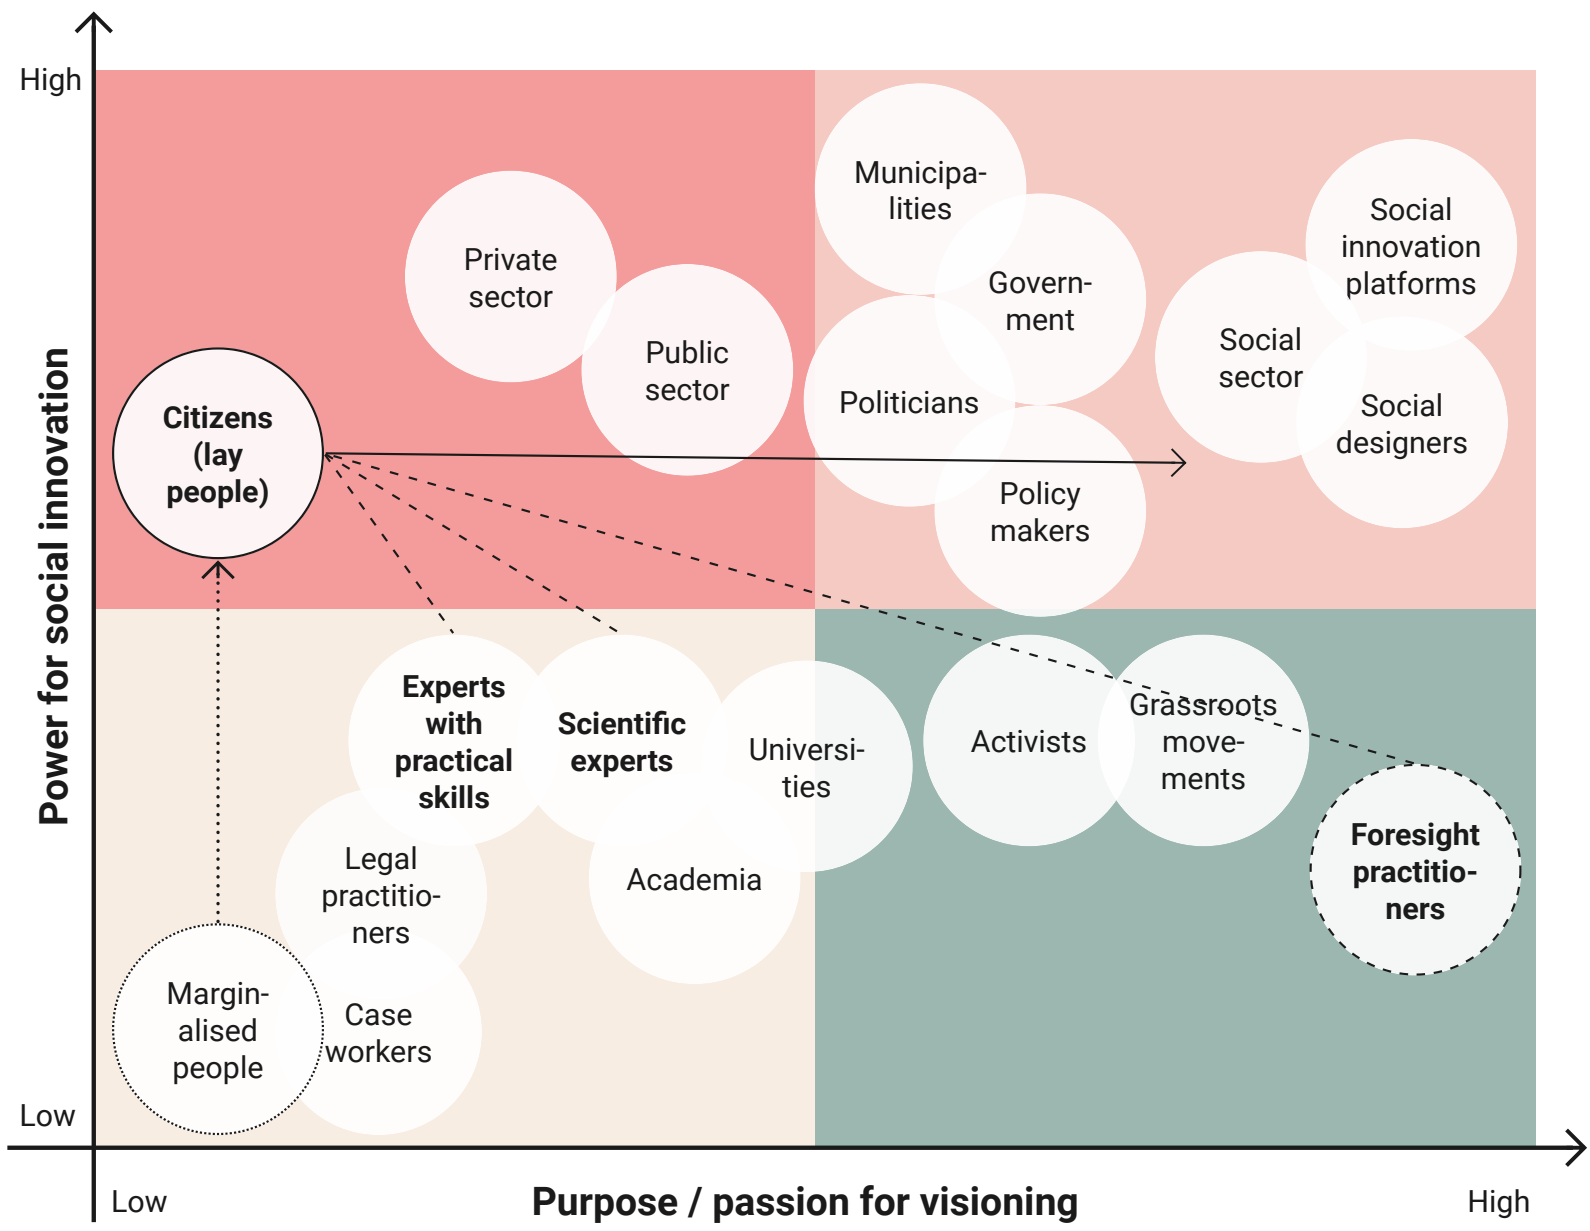 High
Power for social innovation
Low
Low
Purpose / passion for visioning
High
Municipa-
lities
Social
innovation
platforms
Private
sector
Govern-
ment
Public
sector
Social
sector
Politicians
Social
designers
Citizens
(lay
people)
Policy
makers
Experts
with
practical
skills
Scientific
experts
Universi-
ties
Activists
Grassroots
move-
ments
Foresight
practitio-
ners
Legal
practitio-
ners
Academia
Margin-
alised
people
Case
workers